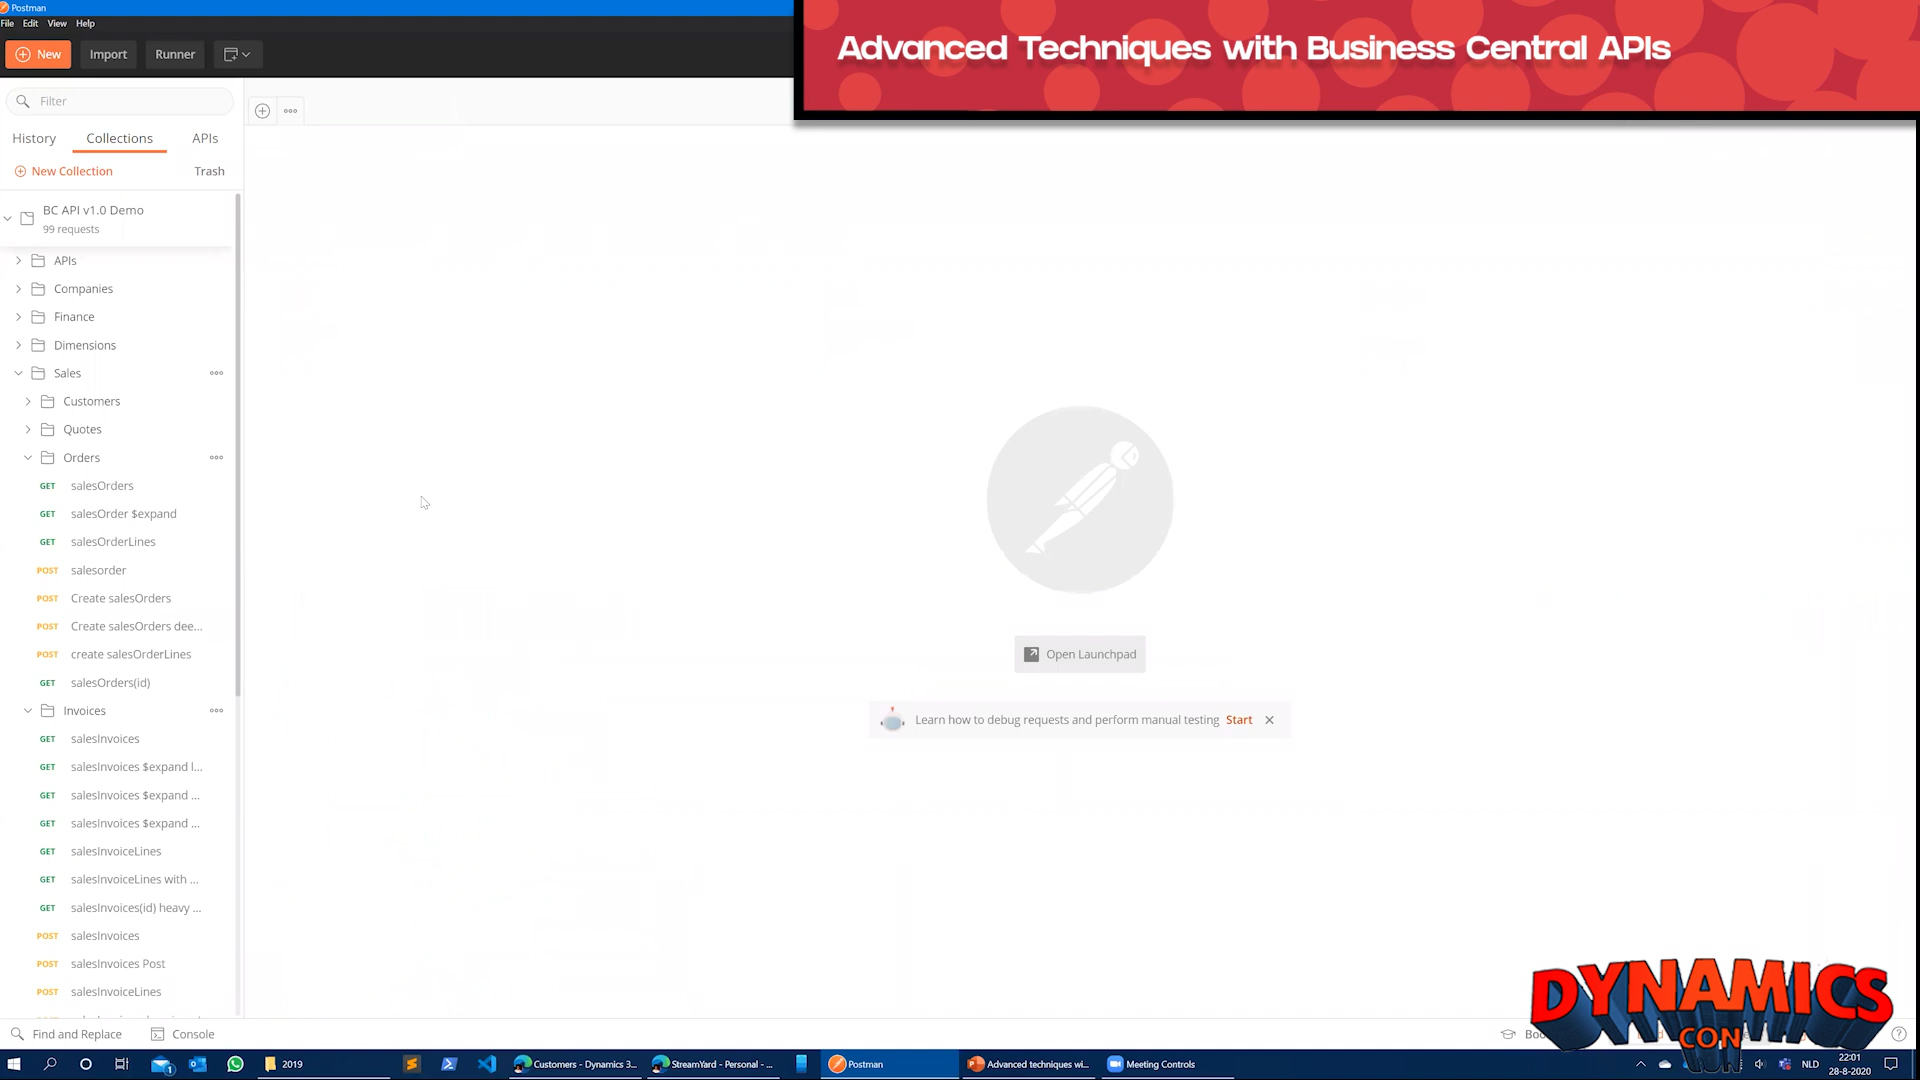 Postman
File Edit View Help
New Import Runner
Advanced Techniques with Business Central APIs
Filter
History Collections APIs
New Collection Trash
BC API v1.0 Demo
99 requests
APIs
Companies
Finance
Dimensions
Sales
Customers
Quotes
Orders
GET salesOrders
GET salesOrder $expand
GET salesOrderLines
POST salesorder
POST Create salesOrders
POST Create salesOrders dee...
POST create salesOrderLines
GET salesOrders(id)
Invoices
GET salesInvoices
GET salesInvoices $expand l...
GET salesInvoices $expand ...
GET salesInvoices $expand ...
GET salesInvoiceLines
GET salesInvoiceLines with ...
GET salesInvoices(id) heavy ...
POST salesInvoices
POST salesInvoices Post
POST salesInvoiceLines
Open Launchpad
Learn how to debug requests and perform manual testing Start
Find and Replace Console
DYNAMICS
CON
2019
Customers - Dynamics 3...
StreamYard - Personal - ...
Postman
Advanced techniques wi...
Meeting Controls
NLD
22:01
28-8-2020